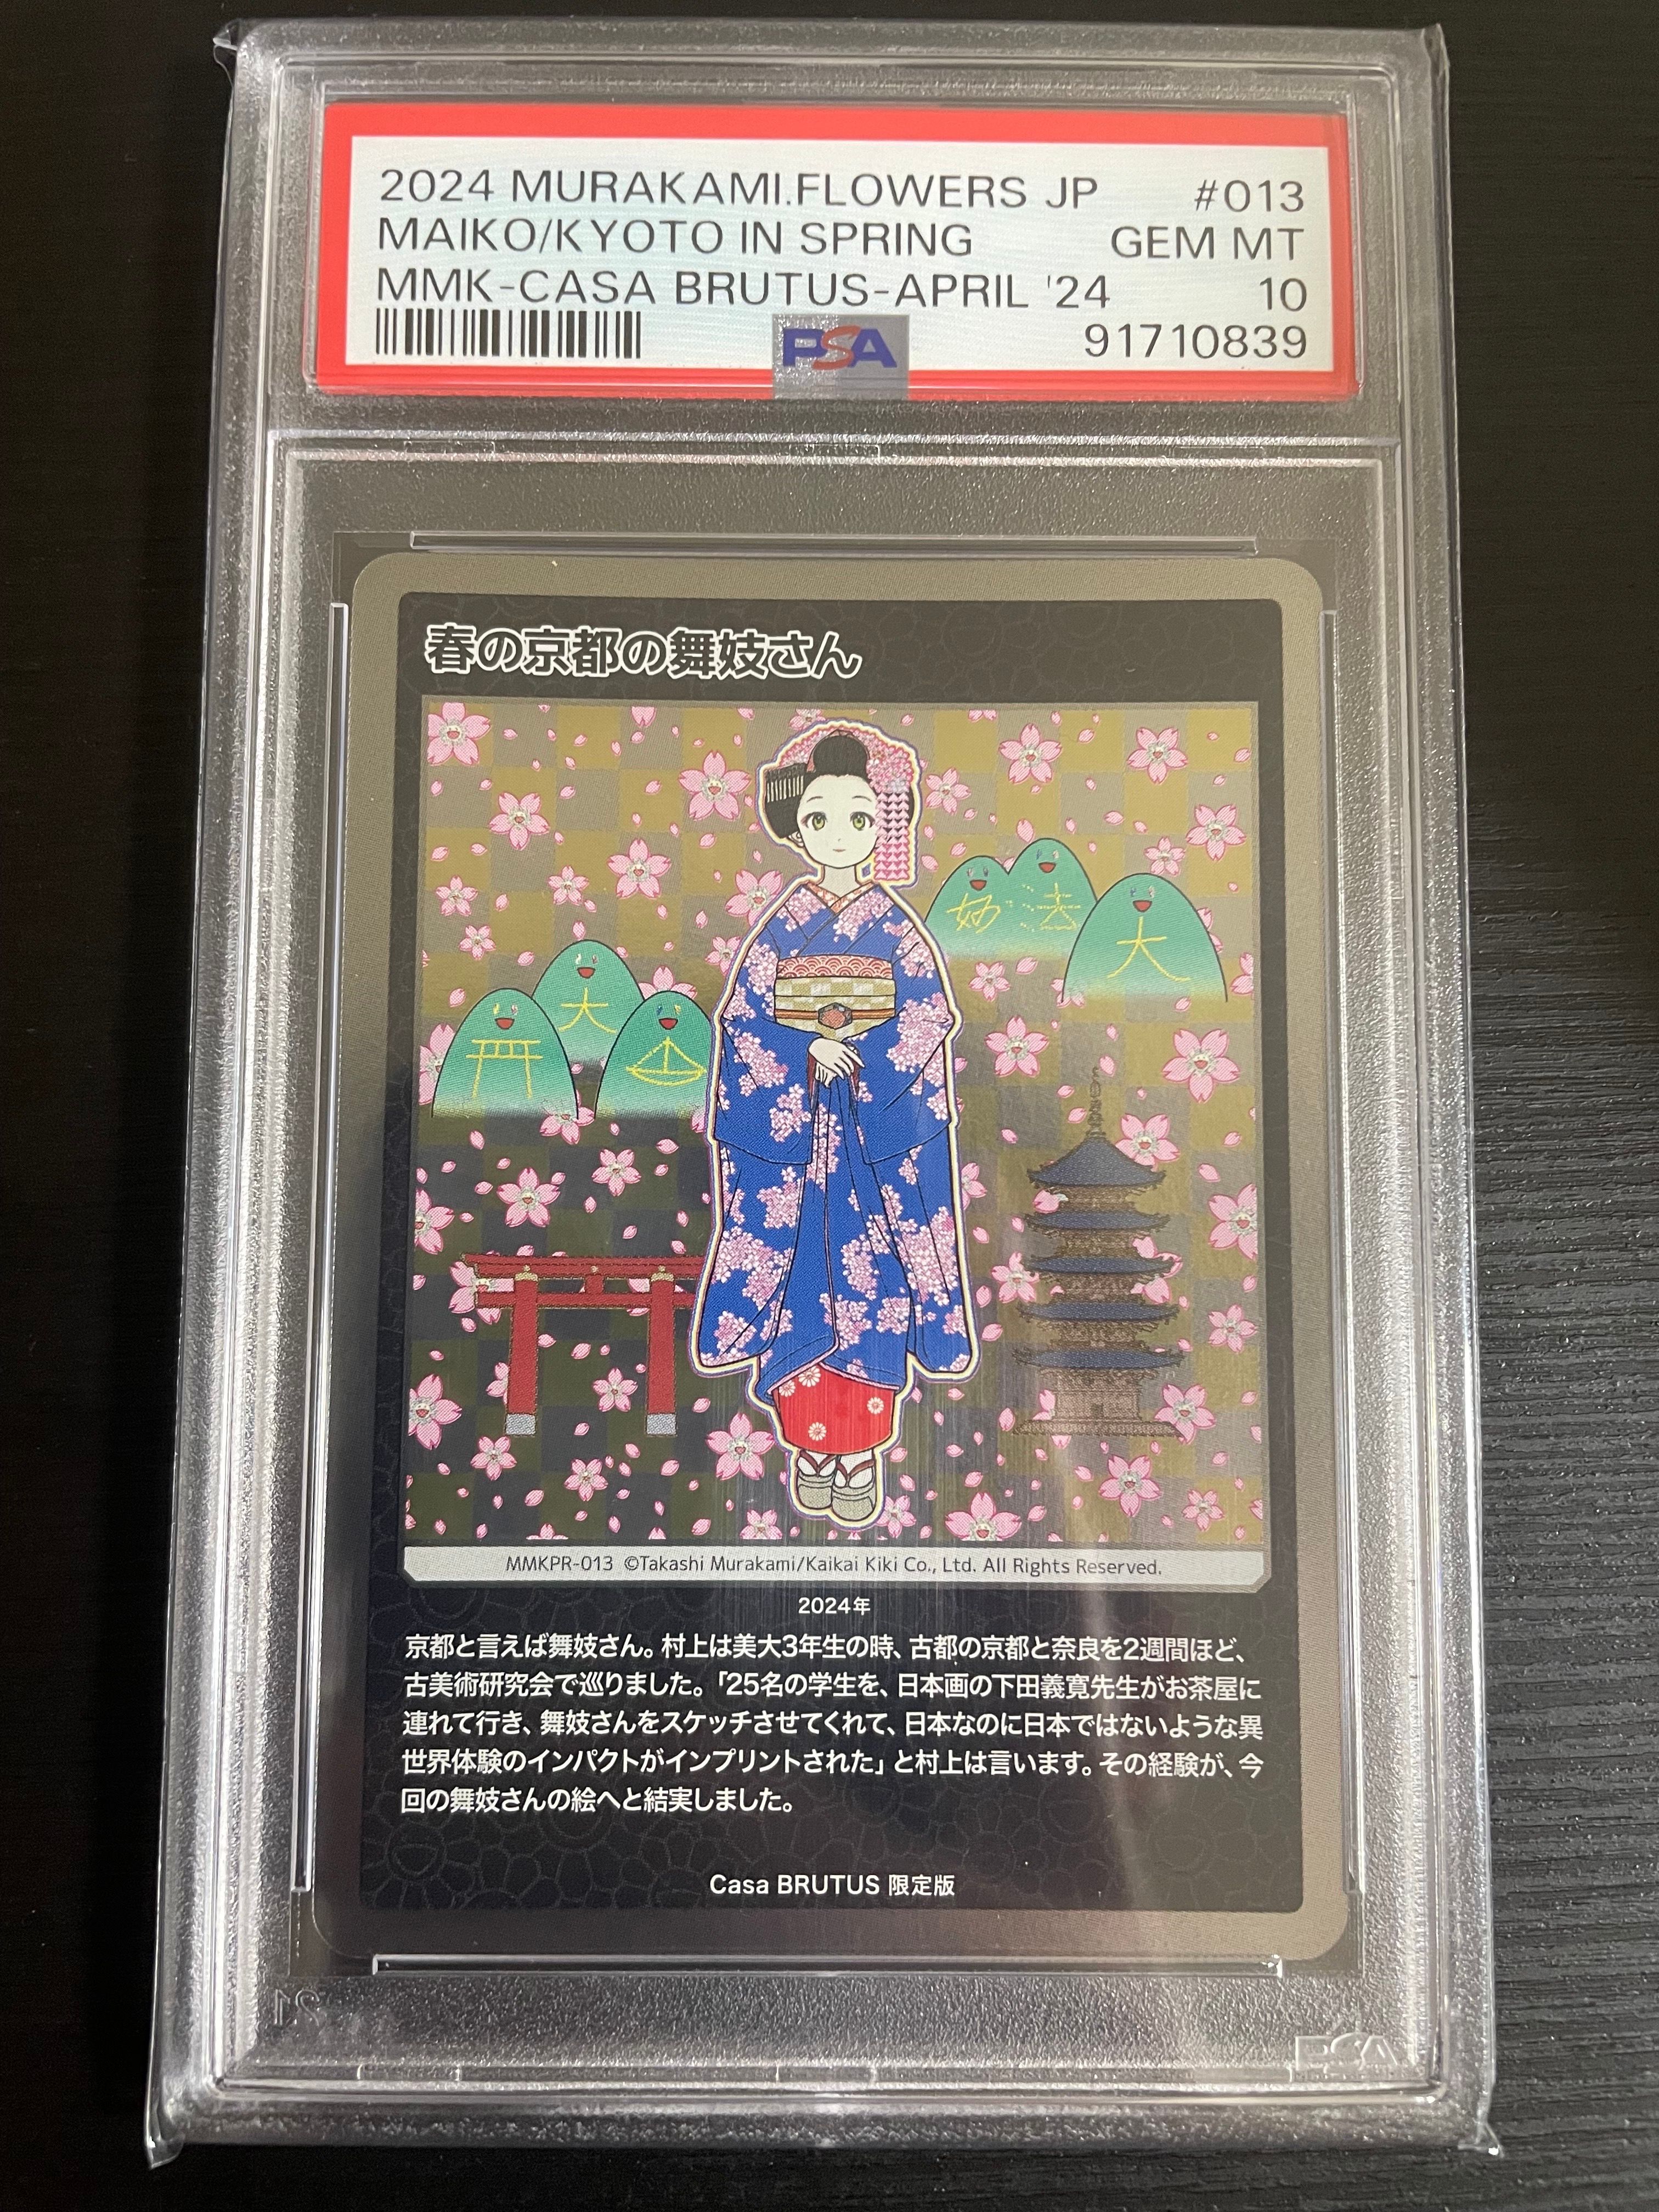 2024 MURAKAMI.FLOWERS JP #013
MAIKO/KYOTO IN SPRING GEM MT
MMK-CASA BRUTUS-APRIL '24 10
PSA 91710839
春の京都の舞妓さん
妙 法
大
大
MMKPR-013 ©Takashi Murakami/Kaikai Kiki Co., Ltd. All Rights Reserved.
2024年
京都と言えば舞妓さん。村上は美大3年生の時、古都の京都と奈良を2週間ほど、
古美術研究会で巡りました。「25名の学生を、日本画の下田義寛先生がお茶屋に
連れて行き、舞妓さんをスケッチさせてくれて、日本なのに日本ではないような異
世界体験のインパクトがインプリントされた」と村上は言います。その経験が、今
回の舞妓さんの絵へと結実しました。
Casa BRUTUS 限定版
PSA